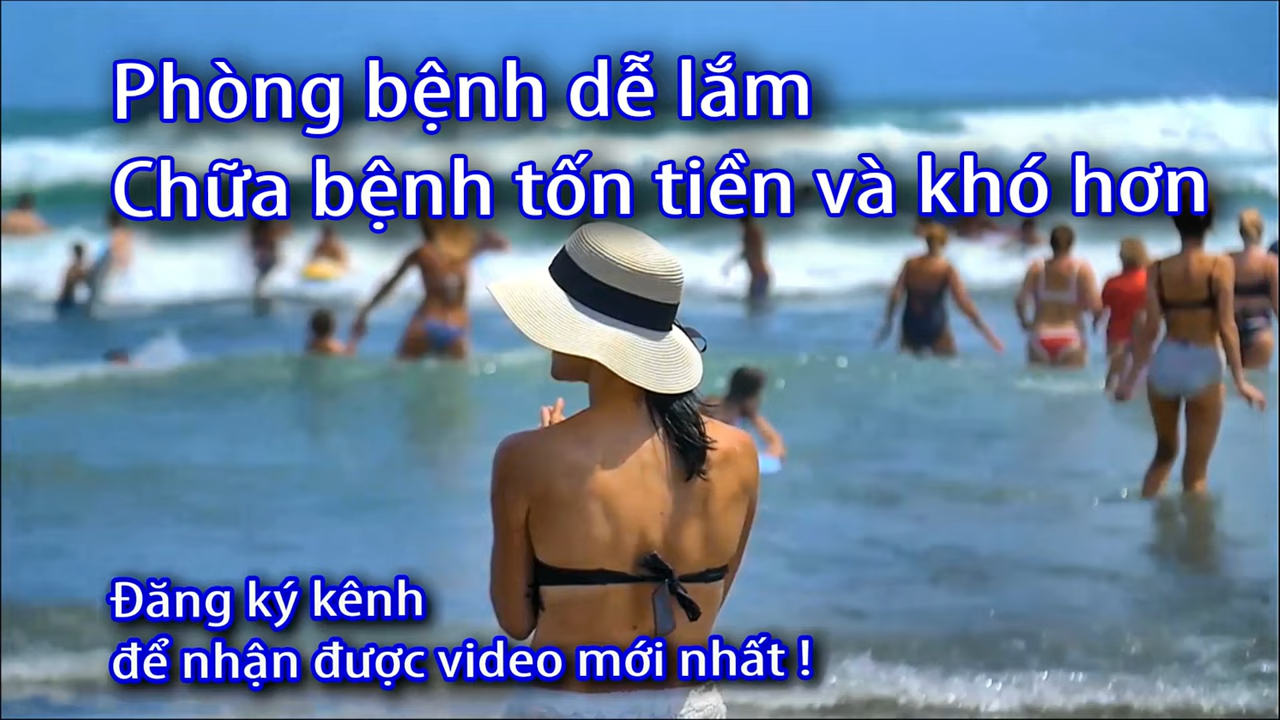 Phòng bệnh dễ lắm
Chữa bệnh tốn tiền và khó hơn
Đăng ký kênh
để nhận được video mới nhất !